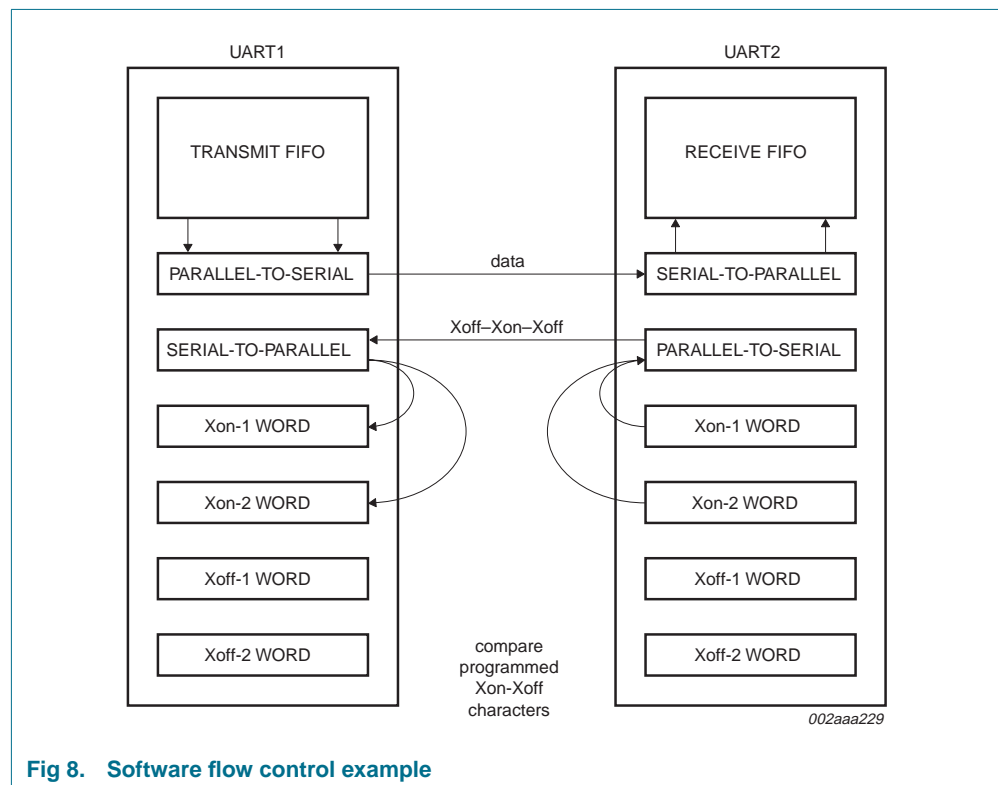 UART1
UART2
TRANSMIT FIFO
RECEIVE FIFO
PARALLEL-TO-SERIAL
data
SERIAL-TO-PARALLEL
Xoff–Xon–Xoff
SERIAL-TO-PARALLEL
PARALLEL-TO-SERIAL
Xon-1 WORD
Xon-1 WORD
Xon-2 WORD
Xon-2 WORD
Xoff-1 WORD
Xoff-1 WORD
Xoff-2 WORD
Xoff-2 WORD
compare
programmed
Xon-Xoff
characters
002aaa229
Fig 8. Software flow control example